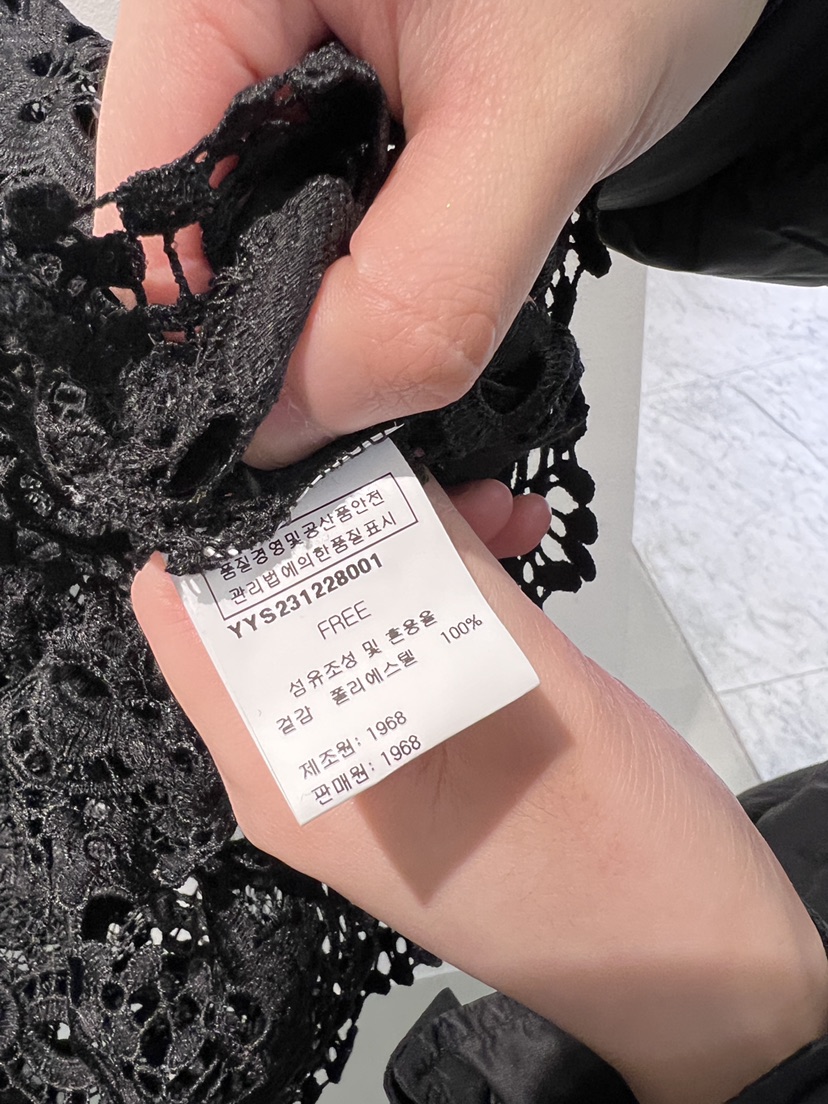 품질경영및공산품안전
관리법에의한품질표시
YYS231228001
FREE
섬유조성 및 혼용율
겉감 폴리에스텔 100%
제조원: 1968
판매원: 1968